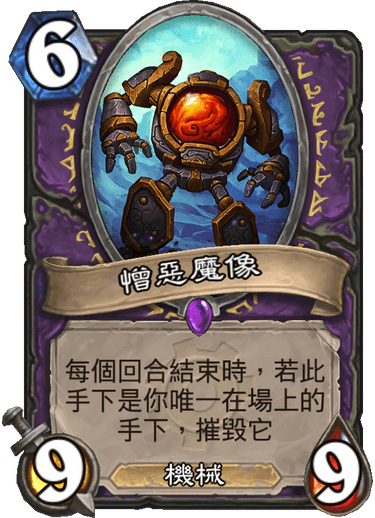 6
憎惡魔像
每個回合結束時，若此
手下是你唯一在場上的
手下，摧毀它
9
機械
9